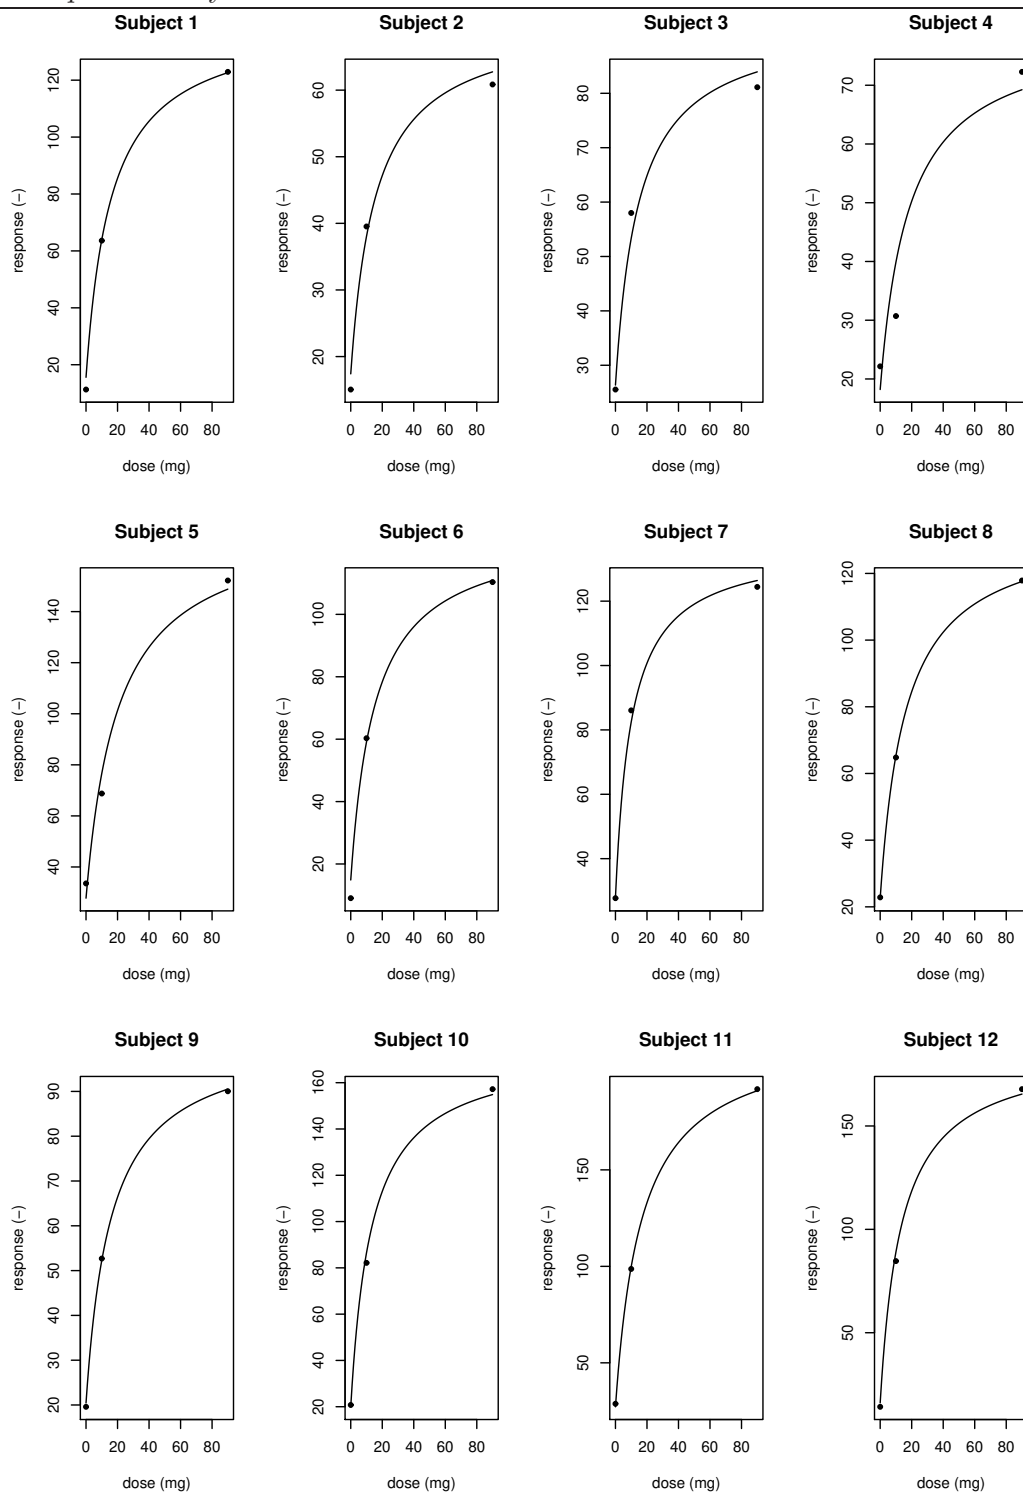 Subject 1 Subject 2 Subject 3 Subject 4
120 100 80 60 40 20
response (−)
0 20 40 60 80
dose (mg)
60 50 40 30 20
response (−)
0 20 40 60 80
dose (mg)
80 70 60 50 40 30
response (−)
0 20 40 60 80
dose (mg)
70 60 50 40 30 20
response (−)
0 20 40 60 80
dose (mg)
Subject 5 Subject 6 Subject 7 Subject 8
140 120 100 80 60 40
response (−)
0 20 40 60 80
dose (mg)
100 80 60 40 20
response (−)
0 20 40 60 80
dose (mg)
120 100 80 60 40
response (−)
0 20 40 60 80
dose (mg)
120 100 80 60 40 20
response (−)
0 20 40 60 80
dose (mg)
Subject 9 Subject 10 Subject 11 Subject 12
90 80 70 60 50 40 30 20
response (−)
0 20 40 60 80
dose (mg)
160 140 120 100 80 60 40 20
response (−)
0 20 40 60 80
dose (mg)
150 100 50
response (−)
0 20 40 60 80
dose (mg)
150 100 50
response (−)
0 20 40 60 80
dose (mg)